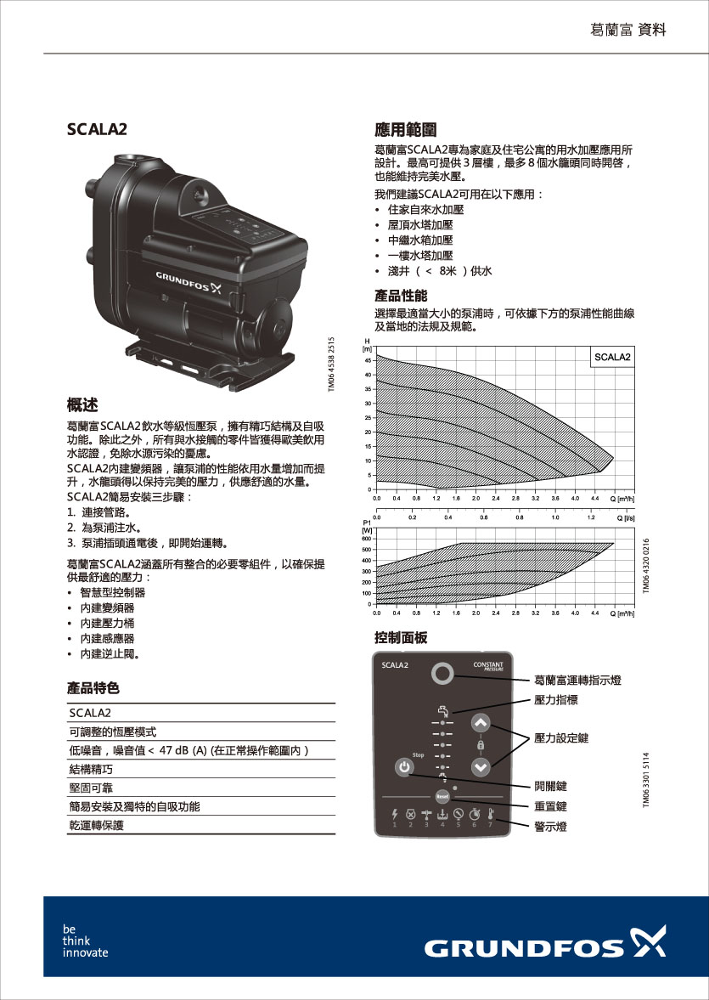 葛蘭富 資料
SCALA2
GRUNDFOS
TM06 4538 2515
概述
葛蘭富SCALA2飲水等級恆壓泵，擁有精巧結構及自吸
功能。除此之外，所有與水接觸的零件皆獲得歐美飲用
水認證，免除水源污染的憂慮。
SCALA2內建變頻器，讓泵浦的性能依用水量增加而提
升，水龍頭得以保持完美的壓力，供應舒適的水量。
SCALA2簡易安裝三步驟：
1. 連接管路。
2. 為泵浦注水。
3. 泵浦插頭通電後，即開始運轉。
葛蘭富SCALA2涵蓋所有整合的必要零組件，以確保提
供最舒適的壓力：
• 智慧型控制器
• 內建變頻器
• 內建壓力桶
• 內建感應器
• 內建逆止閥。
產品特色
SCALA2
可調整的恆壓模式
低噪音，噪音值 < 47 dB (A) (在正常操作範圍內 )
結構精巧
堅固可靠
簡易安裝及獨特的自吸功能
乾運轉保護
應用範圍
葛蘭富SCALA2專為家庭及住宅公寓的用水加壓應用所
設計。最高可提供 3 層樓，最多 8 個水籠頭同時開啓，
也能維持完美水壓。
我們建議SCALA2可用在以下應用：
• 住家自來水加壓
• 屋頂水塔加壓
• 中繼水箱加壓
• 一樓水塔加壓
• 淺井 ( < 8米 ) 供水
產品性能
選擇最適當大小的泵浦時，可依據下方的泵浦性能曲線
及當地的法規及規範。
H
[m]
SCALA2
45
40
35
30
25
20
15
10
5
0
0.0 0.4 0.8 1.2 1.6 2.0 2.4 2.8 3.2 3.6 4.0 4.4 Q [m³/h]
0.0 0.2 0.4 0.6 0.8 1.0 1.2 Q [l/s]
P1
[W]
600
500
400
300
200
100
0
0.0 0.4 0.8 1.2 1.6 2.0 2.4 2.8 3.2 3.6 4.0 4.4 Q [m³/h]
TM06 4320 0216
控制面板
SCALA2
CONSTANT
PRESSURE
Stop
Reset
1 2 3 4 5 6 7
葛蘭富運轉指示燈
壓力指標
壓力設定鍵
開關鍵
重置鍵
警示燈
TM06 3301 5114
be
think
innovate
GRUNDFOS